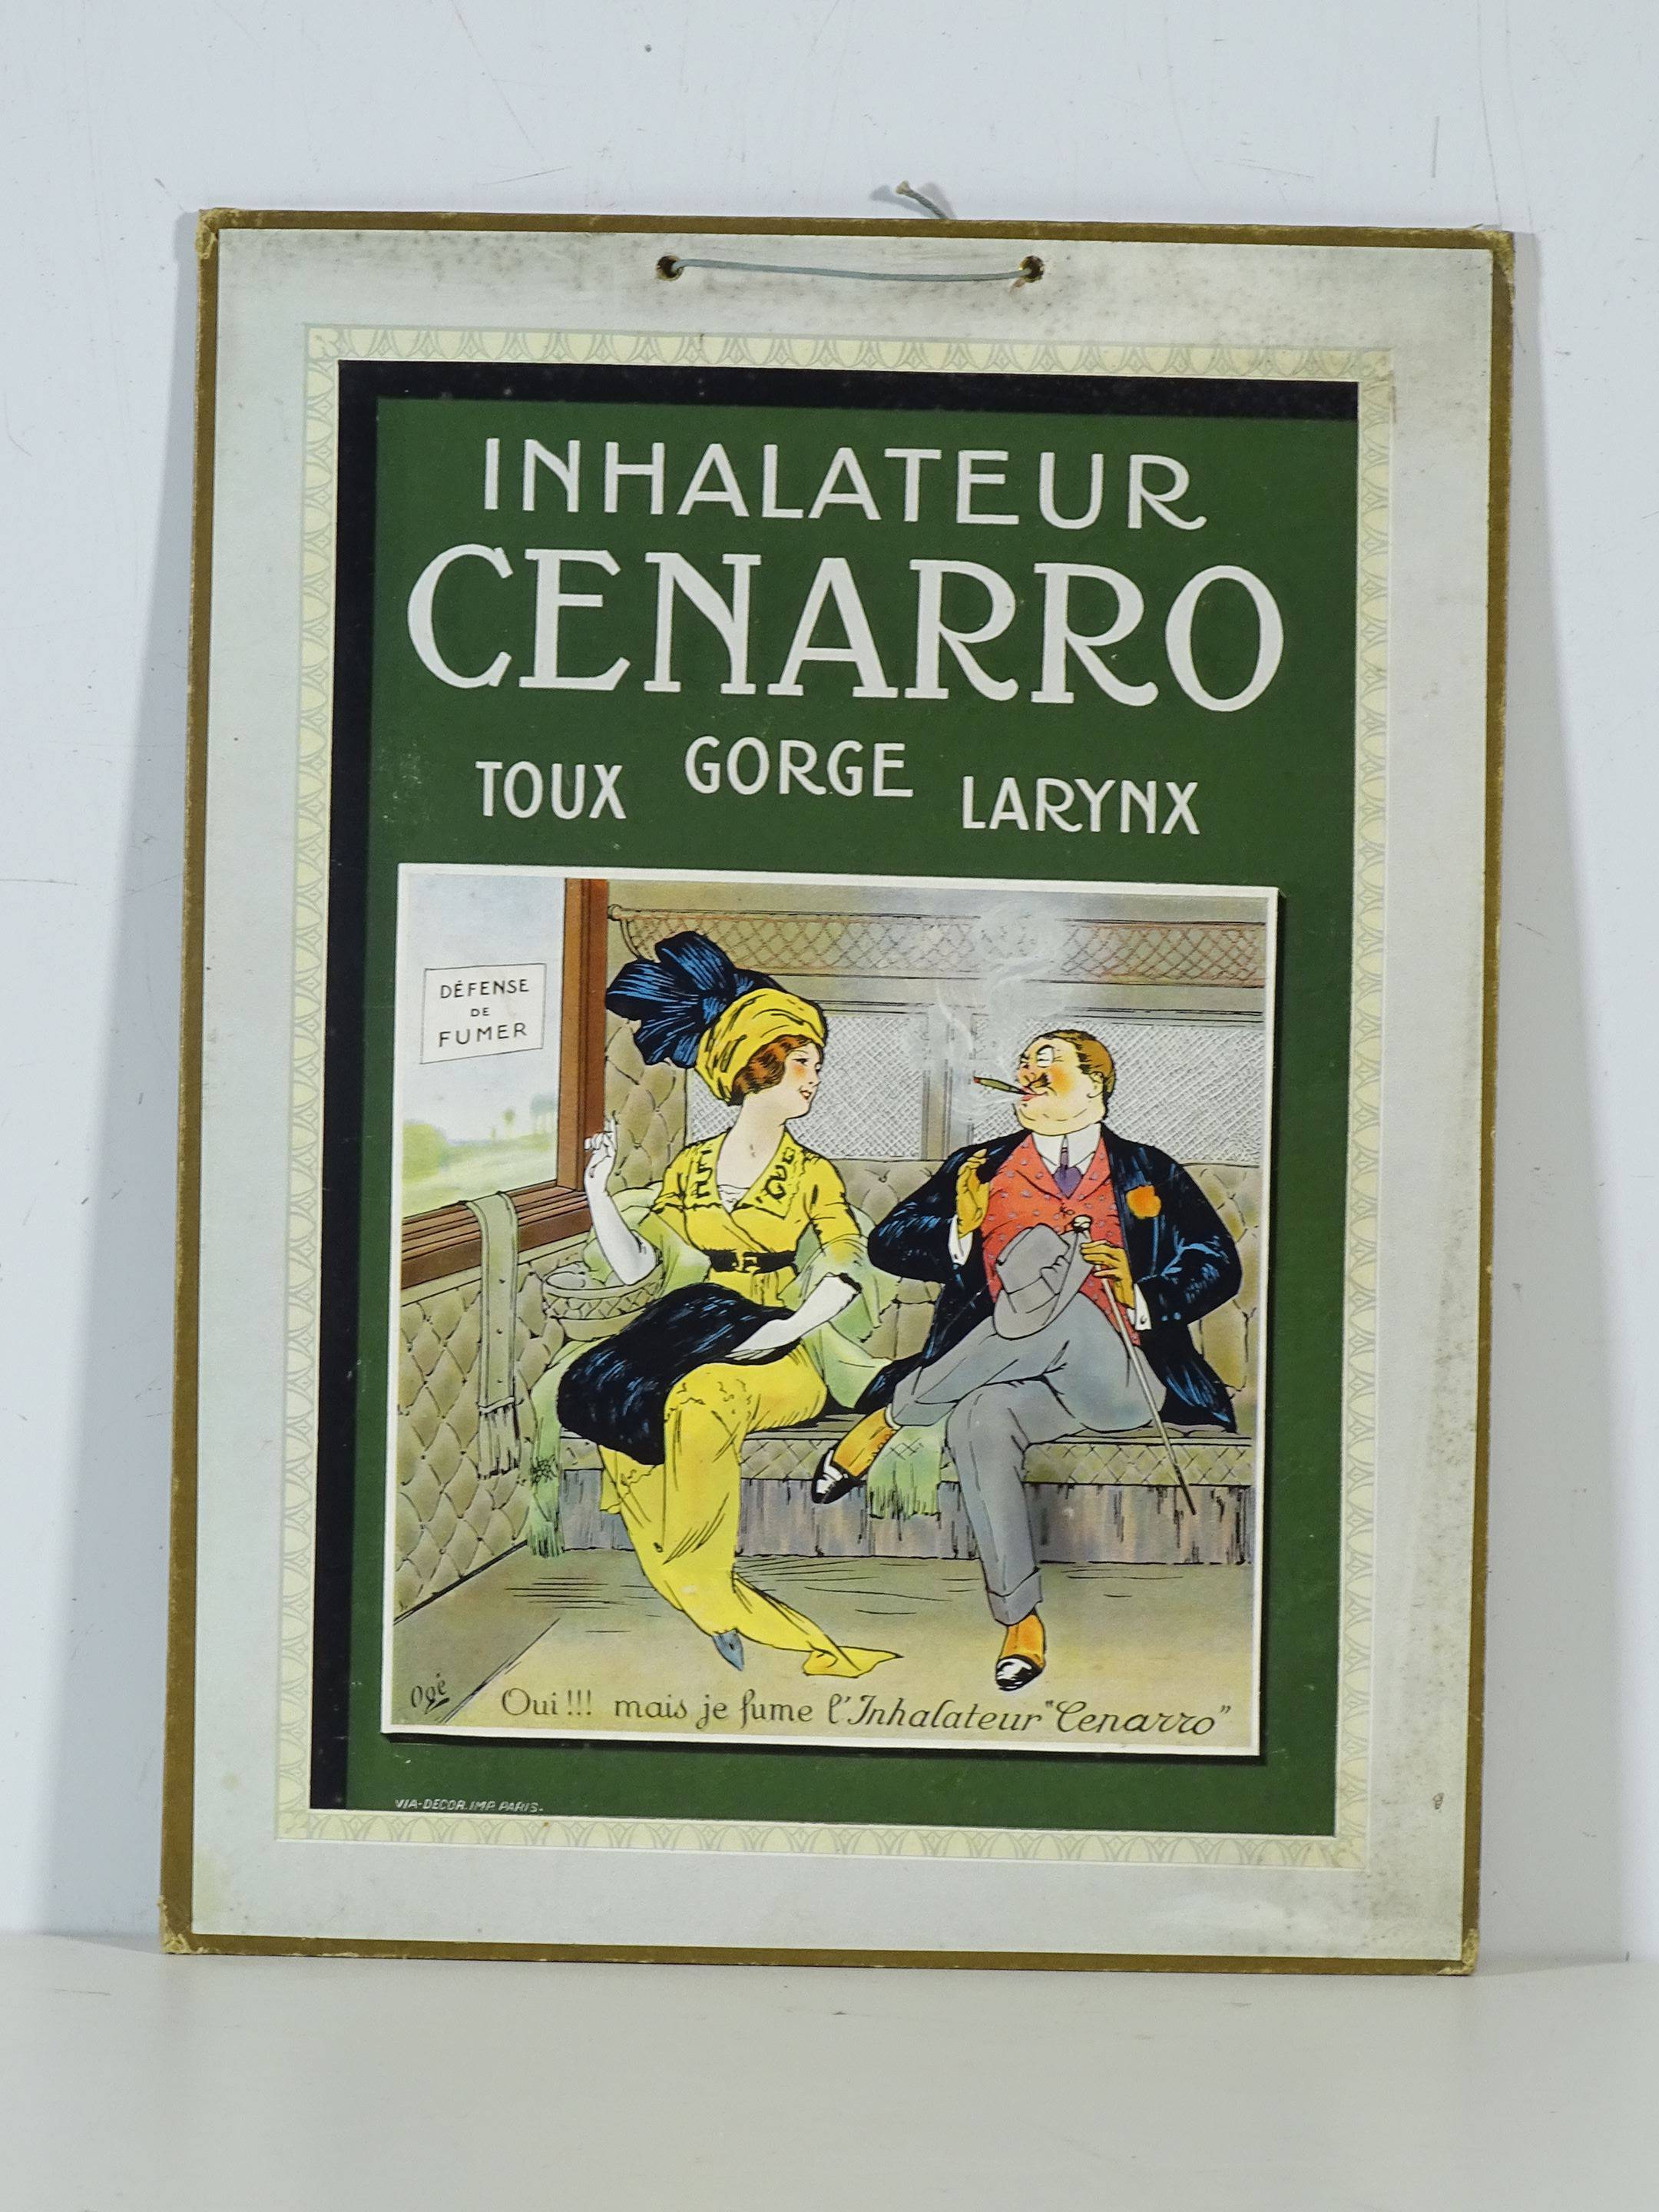 INHALATEUR
CENARRO
TOUX GORGE LARYNX
DÉFENSE
DE
FUMER
Ogé
Oui!!! mais je fume l'Inhalateur "Cenarro"
VIA-DECOR. IMP. PARIS.